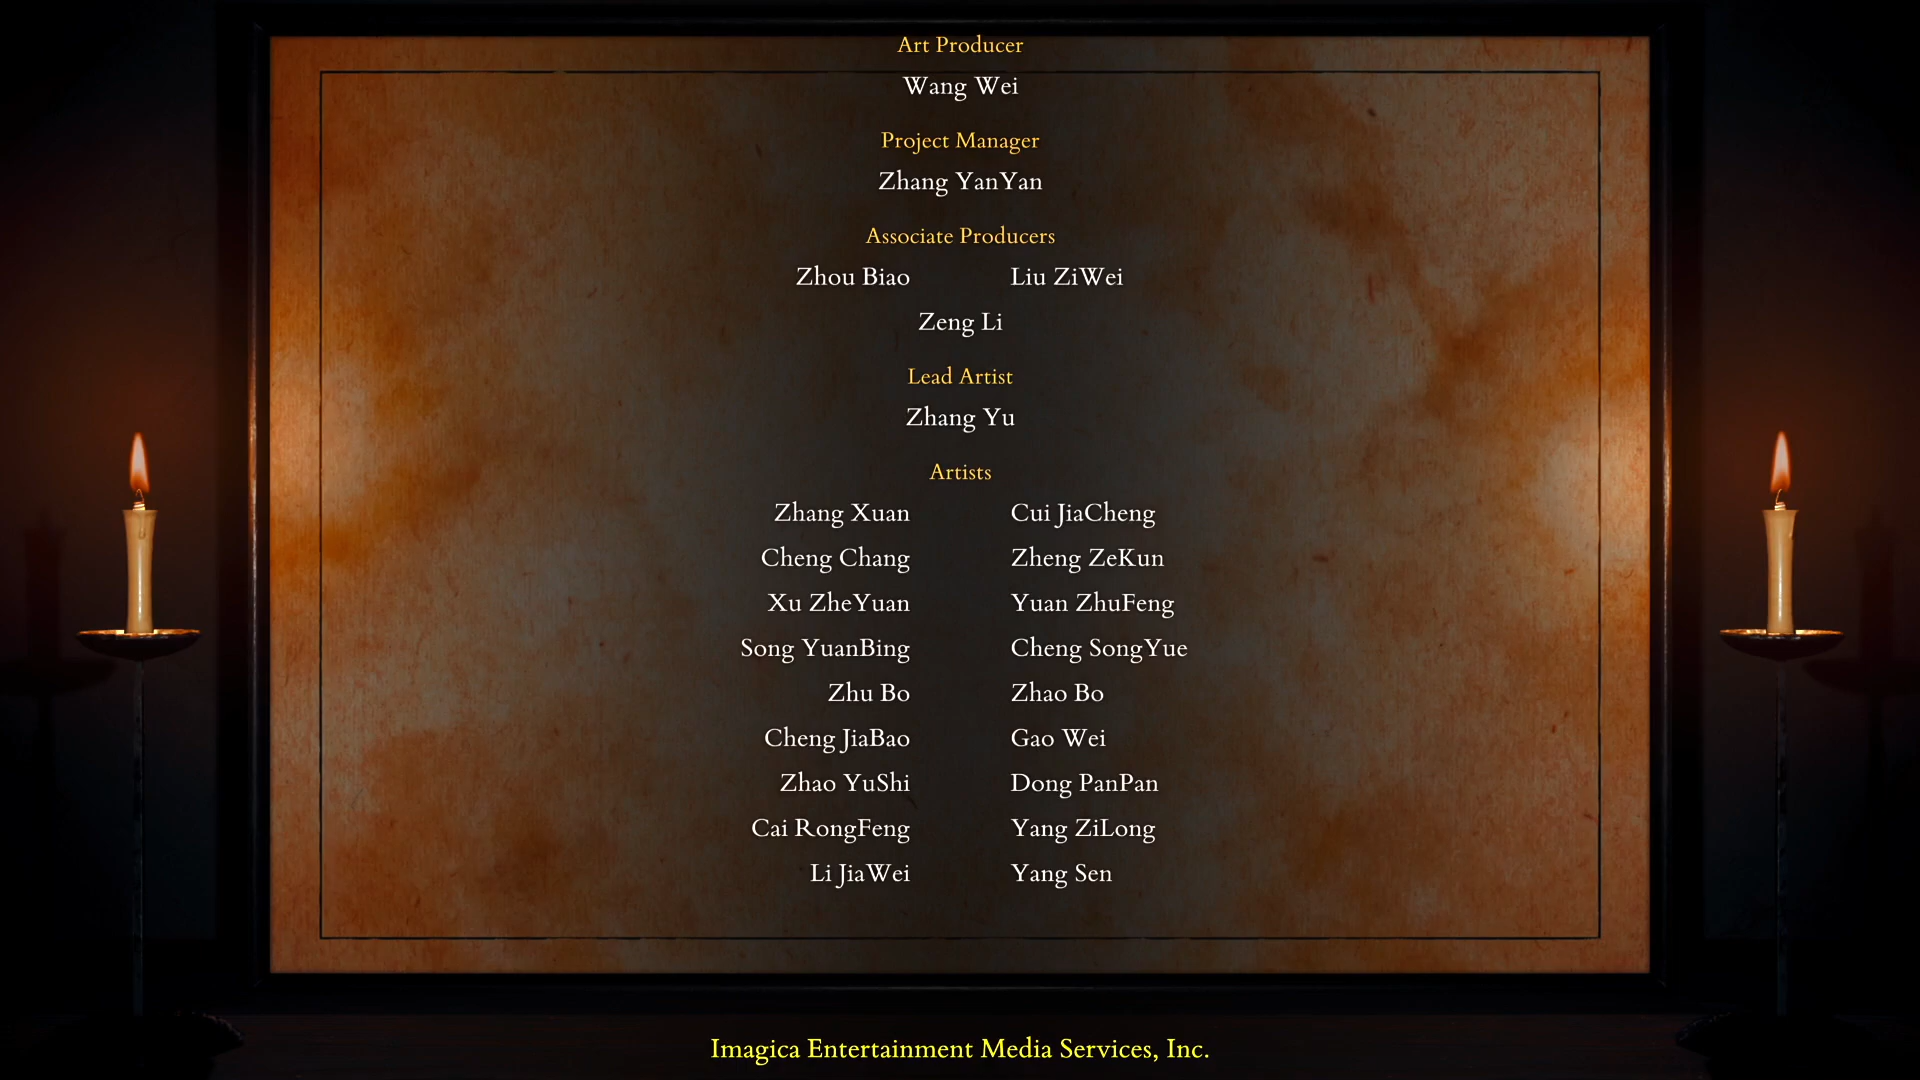 Art Producer
Wang Wei
Project Manager
Zhang YanYan
Associate Producers
Zhou Biao Liu ZiWei
Zeng Li
Lead Artist
Zhang Yu
Artists
Zhang Xuan Cui JiaCheng
Cheng Chang Zheng ZeKun
Xu ZheYuan Yuan ZhuFeng
Song YuanBing Cheng SongYue
Zhu Bo Zhao Bo
Cheng JiaBao Gao Wei
Zhao YuShi Dong PanPan
Cai RongFeng Yang ZiLong
Li JiaWei Yang Sen
Imagica Entertainment Media Services, Inc.